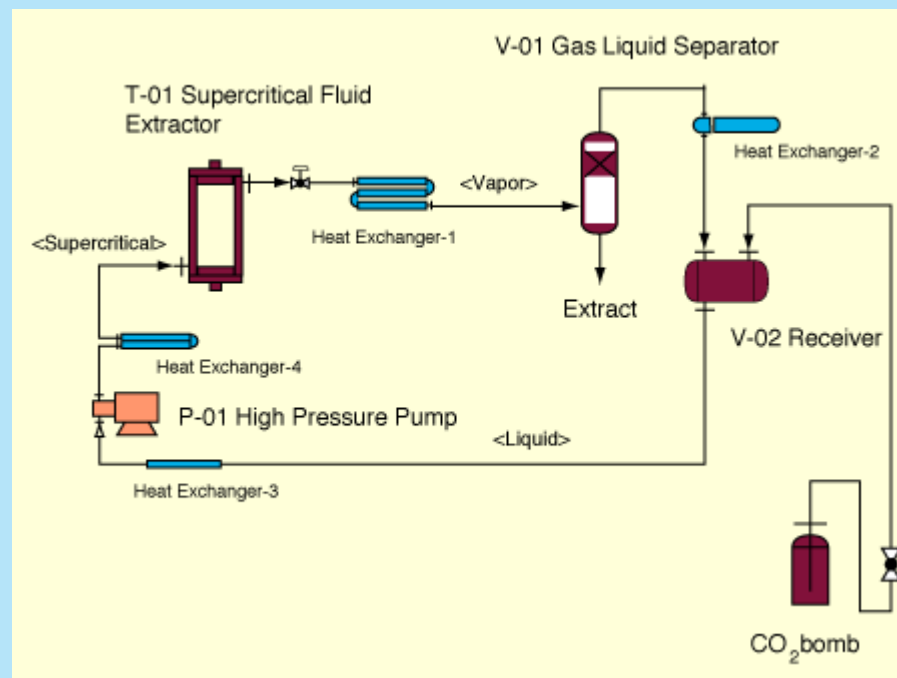 V-01 Gas Liquid Separator
T-01 Supercritical Fluid
Extractor
Heat Exchanger-2
<Vapor>
Heat Exchanger-1
<Supercritical>
Extract
V-02 Receiver
Heat Exchanger-4
P-01 High Pressure Pump
<Liquid>
Heat Exchanger-3
CO₂bomb